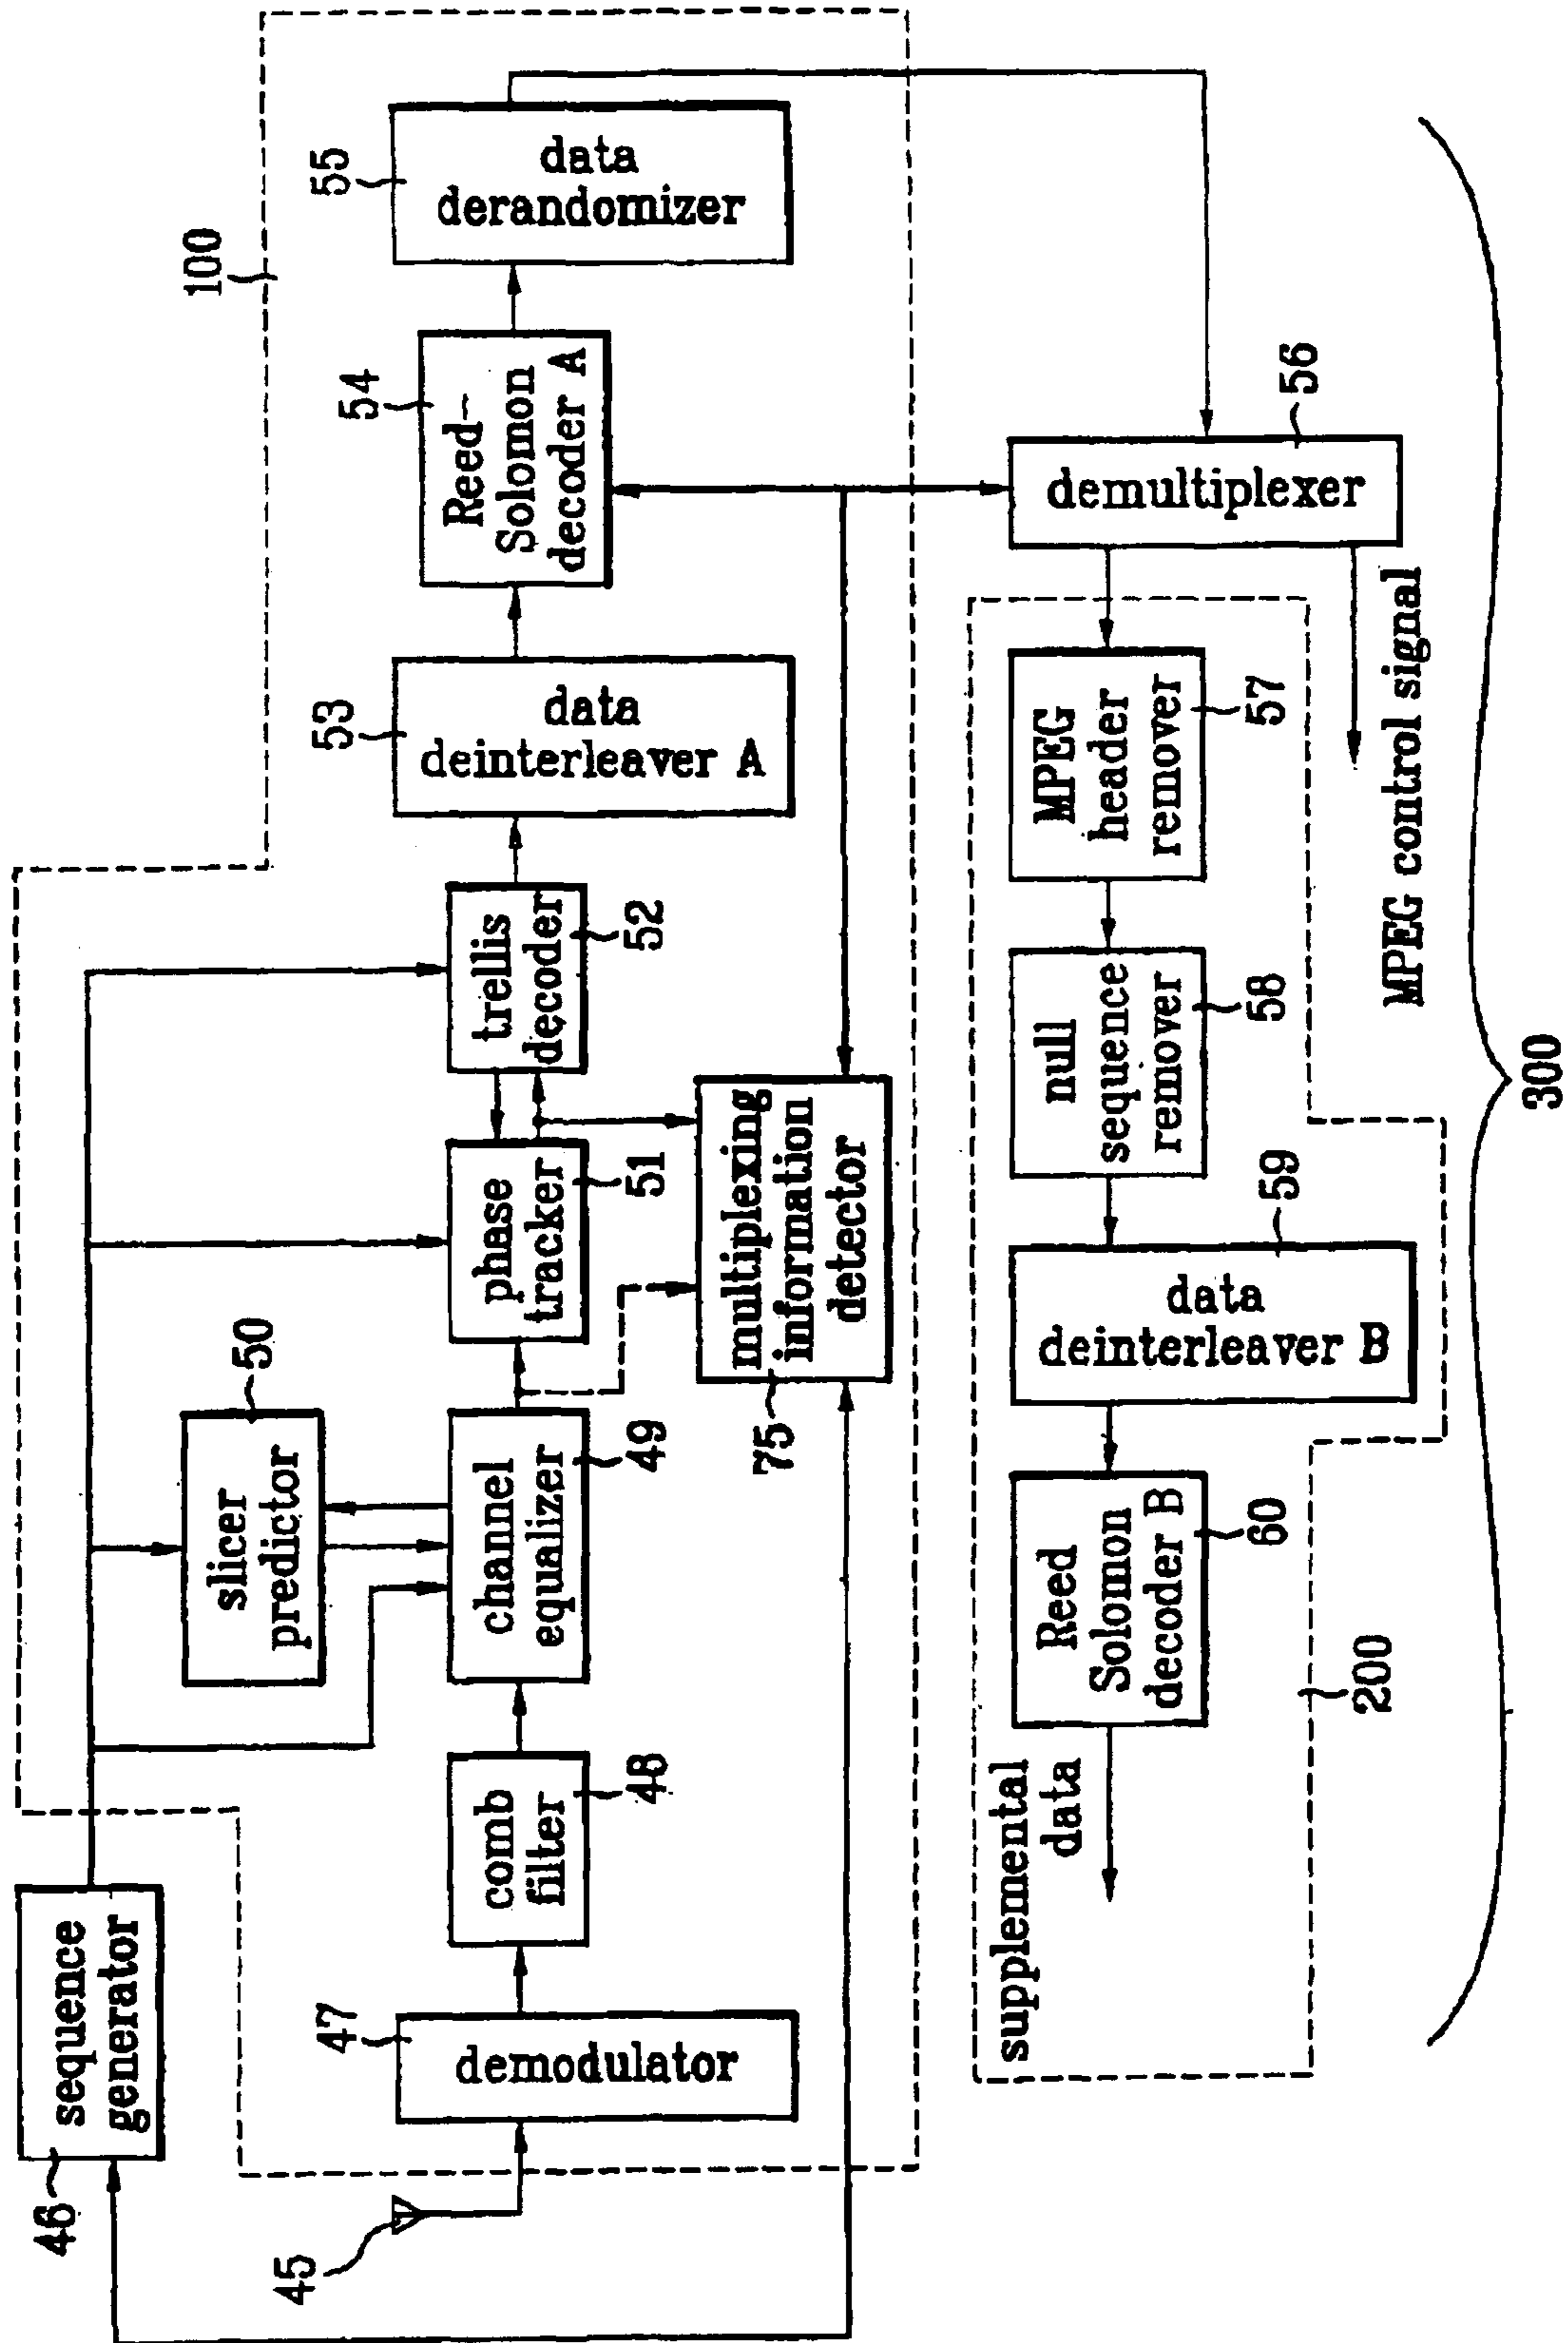 46
sequence
generator
100
50
slicer
predictor
45
47
demodulator
comb
filter
48
channel
equalizer
49
phase
tracker
51
trellis
decoder
52
53
data
deinterleaver A
54
Reed-
Solomon
decoder A
55
data
derandomizer
75
multiplexing
information
detector
supplemental
data
Reed
Solomon
decoder B
60
200
59
data
deinterleaver B
null
sequence
remover
58
MPEG
header
remover
57
demultiplexer
56
MPEG control signal
300